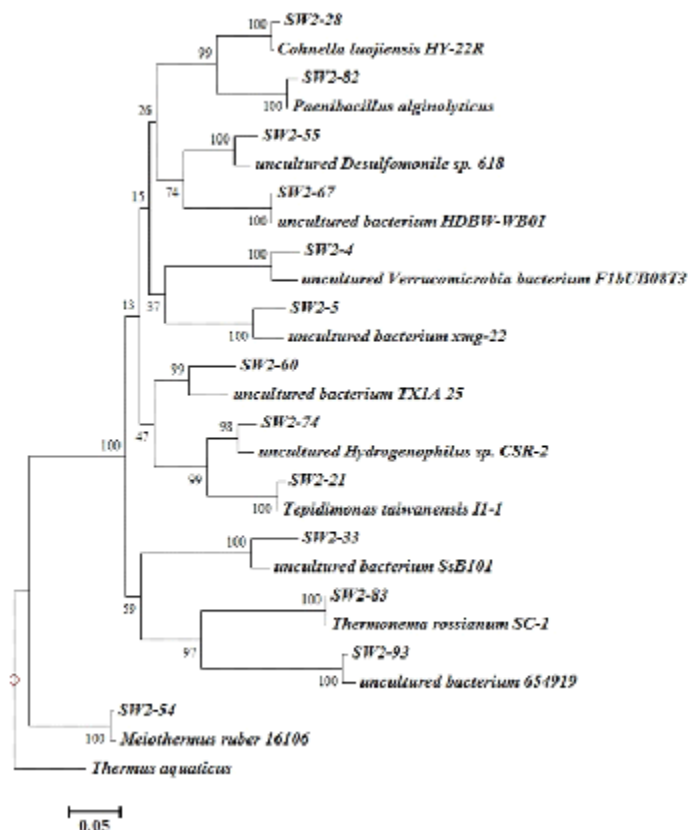 100 SW2-28
99 Cohnella luojiensis HY-22R
SW2-82
100 Paenibacillus alginolyticus
26
100 SW2-55
uncultured Desulfomonile sp. 618
74
15 SW2-67
100 uncultured bacterium HDBW-WB01
100 SW2-4
uncultured Verrucomicrobia bacterium F1bUB08T3
13 37 SW2-5
100 uncultured bacterium xmg-22
99 SW2-60
uncultured bacterium TX1A 25
98 SW2-74
47
100 uncultured Hydrogenophilus sp. CSR-2
99 SW2-21
100 Tepidimonas taiwanensis I1-1
100 SW2-33
uncultured bacterium SsB101
59 100 SW2-83
Thermonema rossianum SC-1
97 SW2-93
100 uncultured bacterium 654919
SW2-54
100 Meiothermus ruber 16106
Thermus aquaticus
0.05